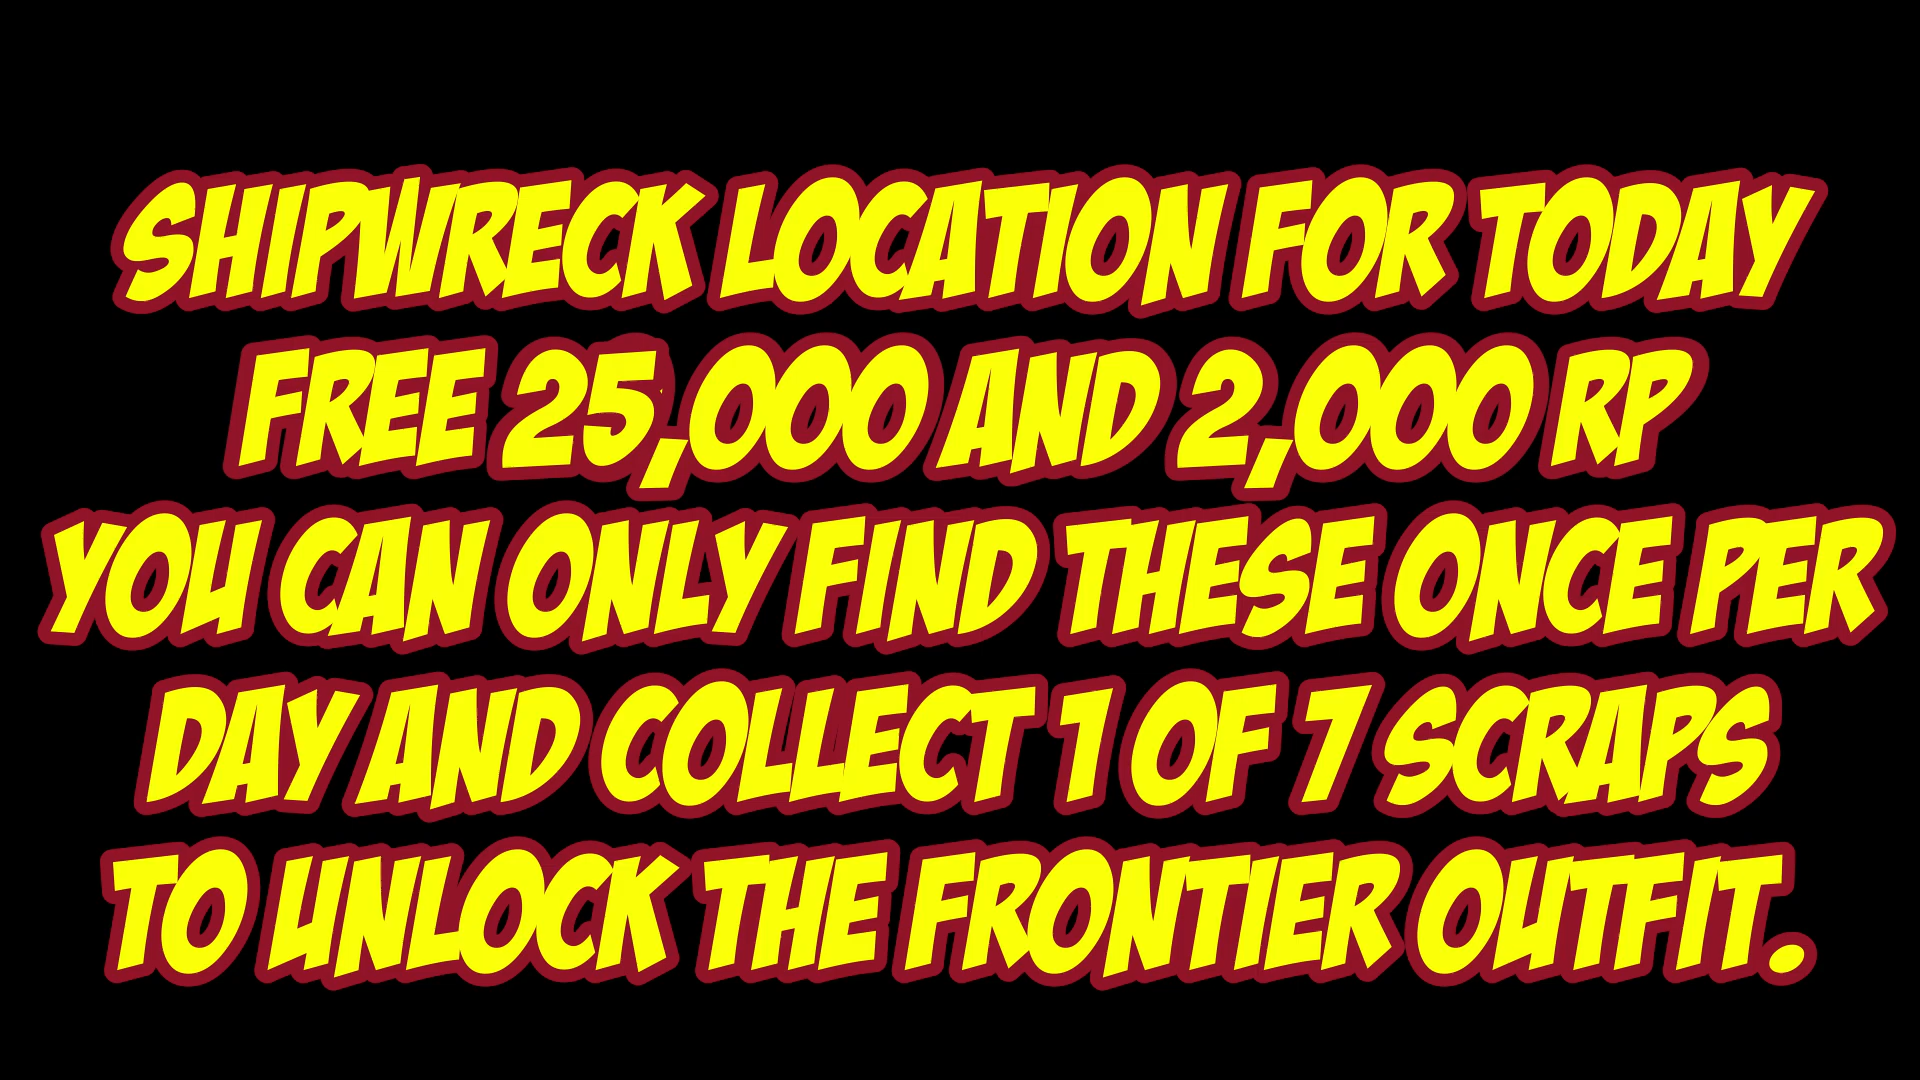 SHIPWRECK LOCATION FOR TODAY
FREE 25,000 AND 2,000 RP
YOU CAN ONLY FIND THESE ONCE PER
DAY AND COLLECT 1 OF 7 SCRAPS
TO UNLOCK THE FRONTIER OUTFIT.